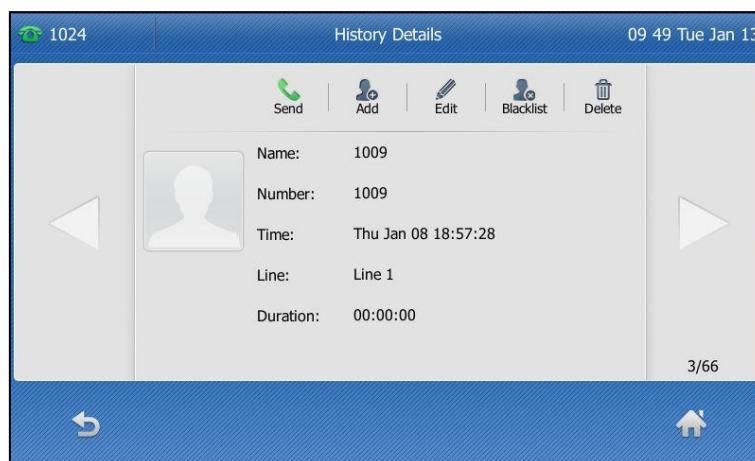 1024 History Details 09 49 Tue Jan 13
Send Add Edit Blacklist Delete
Name: 1009
Number: 1009
Time: Thu Jan 08 18:57:28
Line: Line 1
Duration: 00:00:00
3/66